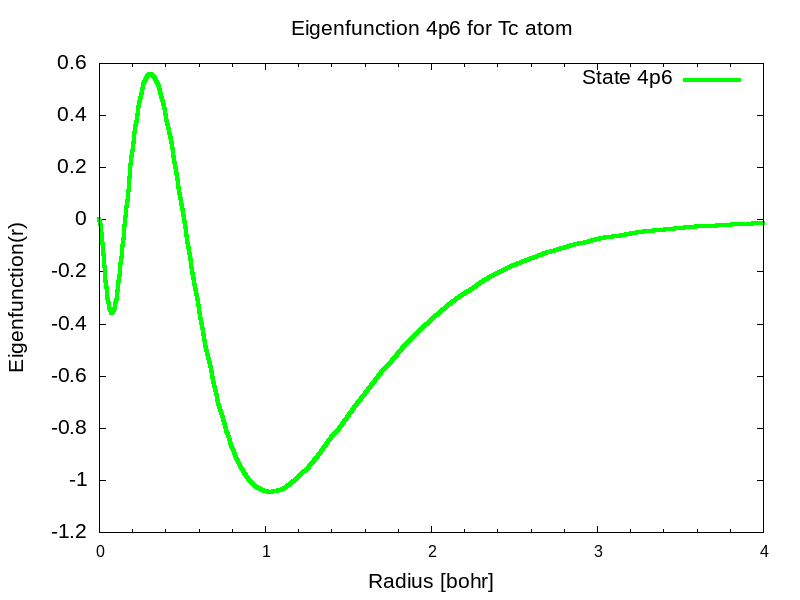 Eigenfunction 4p6 for Tc atom
State 4p6
0.6
0.4
0.2
0
-0.2
-0.4
-0.6
-0.8
-1
-1.2
Eigenfunction(r)
0 1 2 3 4
Radius [bohr]